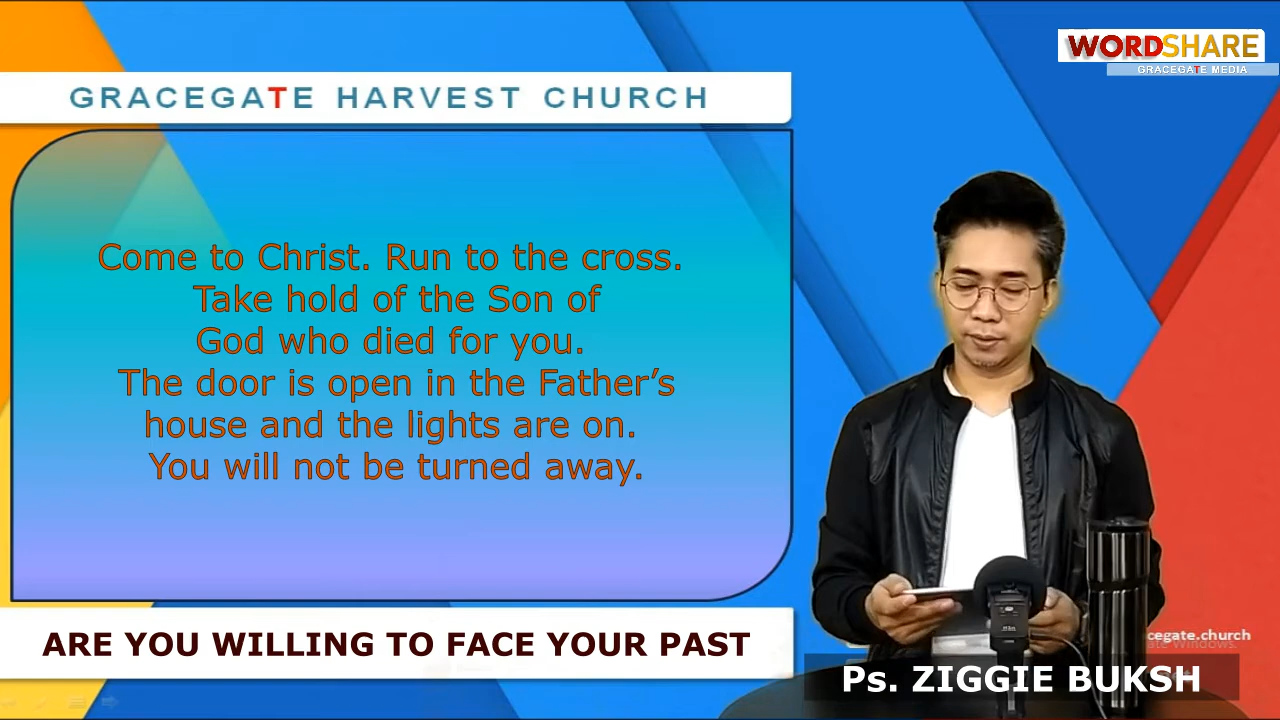 WORDSHARE
GRACEGATE MEDIA
GRACEGATE HARVEST CHURCH
Come to Christ. Run to the cross.
Take hold of the Son of
God who died for you.
The door is open in the Father’s
house and the lights are on.
You will not be turned away.
ARE YOU WILLING TO FACE YOUR PAST
cegate.church
Windows.
Ps. ZIGGIE BUKSH